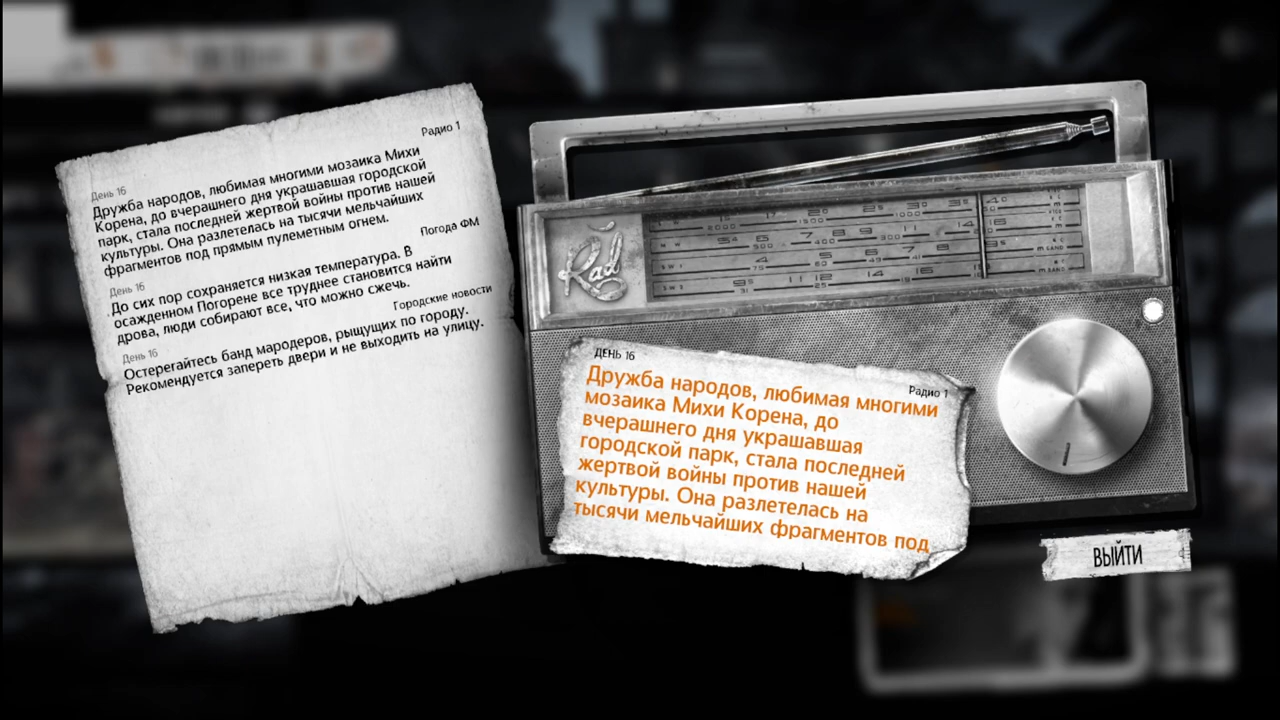 Радио 1
День 16
Дружба народов, любимая многими мозаика Михи
Корена, до вчерашнего дня украшавшая городской
парк, стала последней жертвой войны против нашей
культуры. Она разлетелась на тысячи мельчайших
фрагментов под прямым пулеметным огнем.
Погода ФМ
День 16
До сих пор сохраняется низкая температура. В
осажденном Погорене все труднее становится найти
дрова, люди собирают все, что можно сжечь.
Городские новости
День 16
Остерегайтесь банд мародеров, рыщущих по городу.
Рекомендуется запереть двери и не выходить на улицу.
Rad
ДЕНЬ 16
Радио 1
Дружба народов, любимая многими
мозаика Михи Корена, до
вчерашнего дня украшавшая
городской парк, стала последней
жертвой войны против нашей
культуры. Она разлетелась на
тысячи мельчайших фрагментов под
ВЫЙТИ